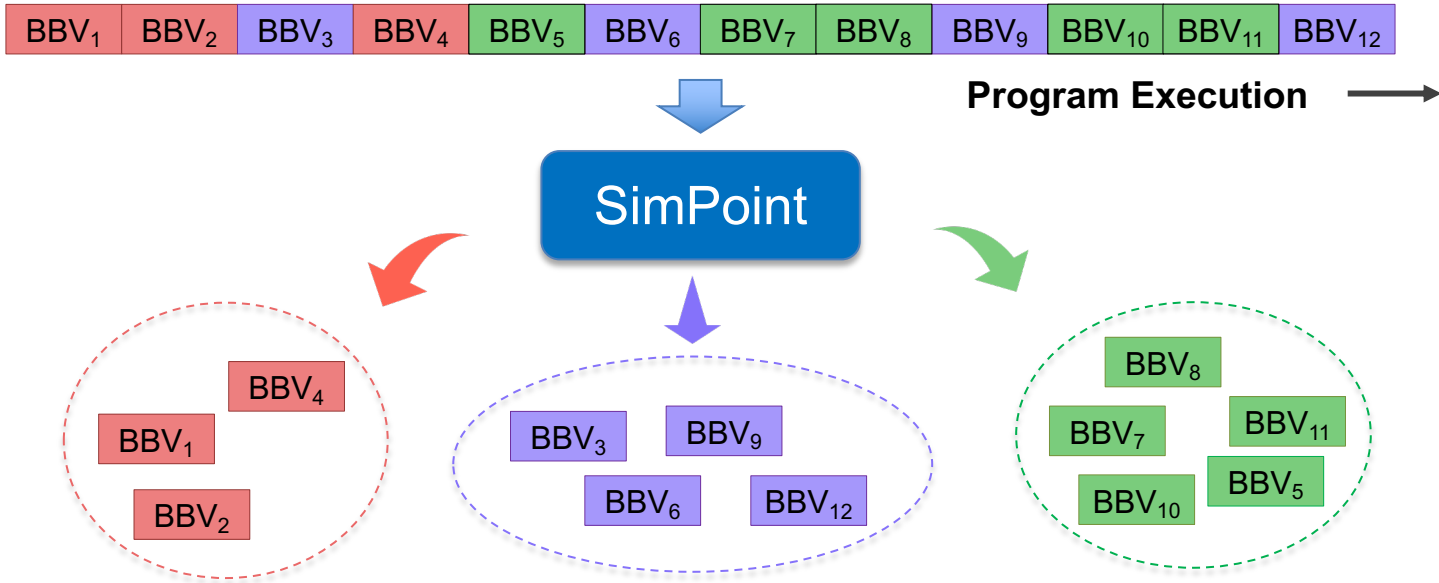 BBV₁ BBV₂ BBV₃ BBV₄ BBV₅ BBV₆ BBV₇ BBV₈ BBV₉ BBV₁₀ BBV₁₁ BBV₁₂
Program Execution
SimPoint
BBV₄
BBV₁
BBV₂
BBV₃ BBV₉
BBV₆ BBV₁₂
BBV₈
BBV₇ BBV₁₁
BBV₁₀ BBV₅